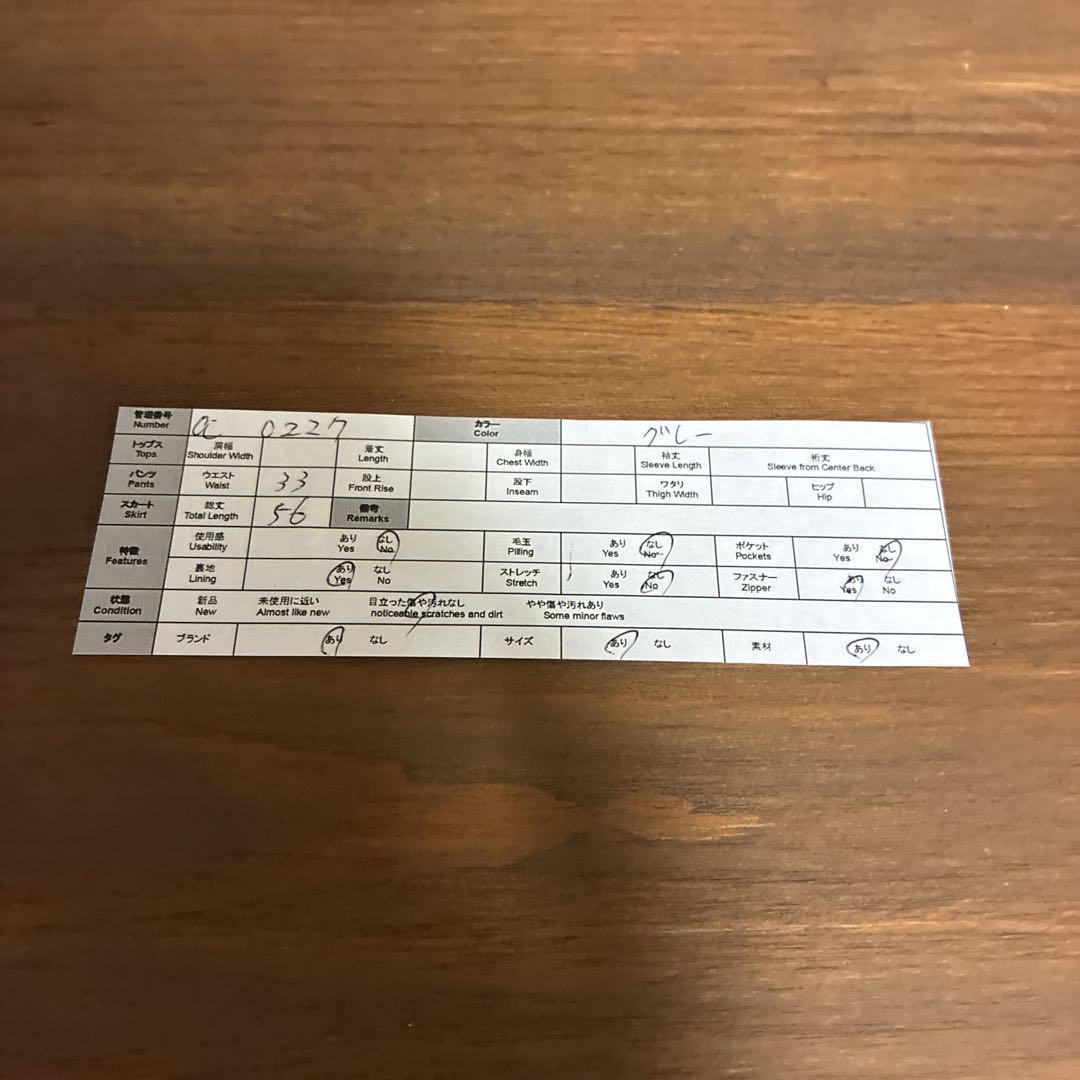 管理番号 Number OC 0227 カラー Color グレー
トップス Tops 肩幅 Shoulder Width 着丈 Length 身幅 Chest Width 袖丈 Sleeve Length 裄丈 Sleeve from Center Back
パンツ Pants ウエスト Waist 33 股上 Front Rise 股下 Inseam ワタリ Thigh Width ヒップ Hip
スカート Skirt 総丈 Total Length 56 備考 Remarks
特徴 Features 使用感 Usability あり Yes なし No 毛玉 Pilling あり Yes なし No ポケット Pockets あり Yes なし No
裏地 Lining あり Yes なし No ストレッチ Stretch あり Yes なし No ファスナー Zipper あり Yes なし No
状態 Condition 新品 New 未使用に近い Almost like new 目立った傷や汚れなし noticeable scratches and dirt やや傷や汚れあり Some minor flaws
タグ ブランド あり なし サイズ あり なし 素材 あり なし